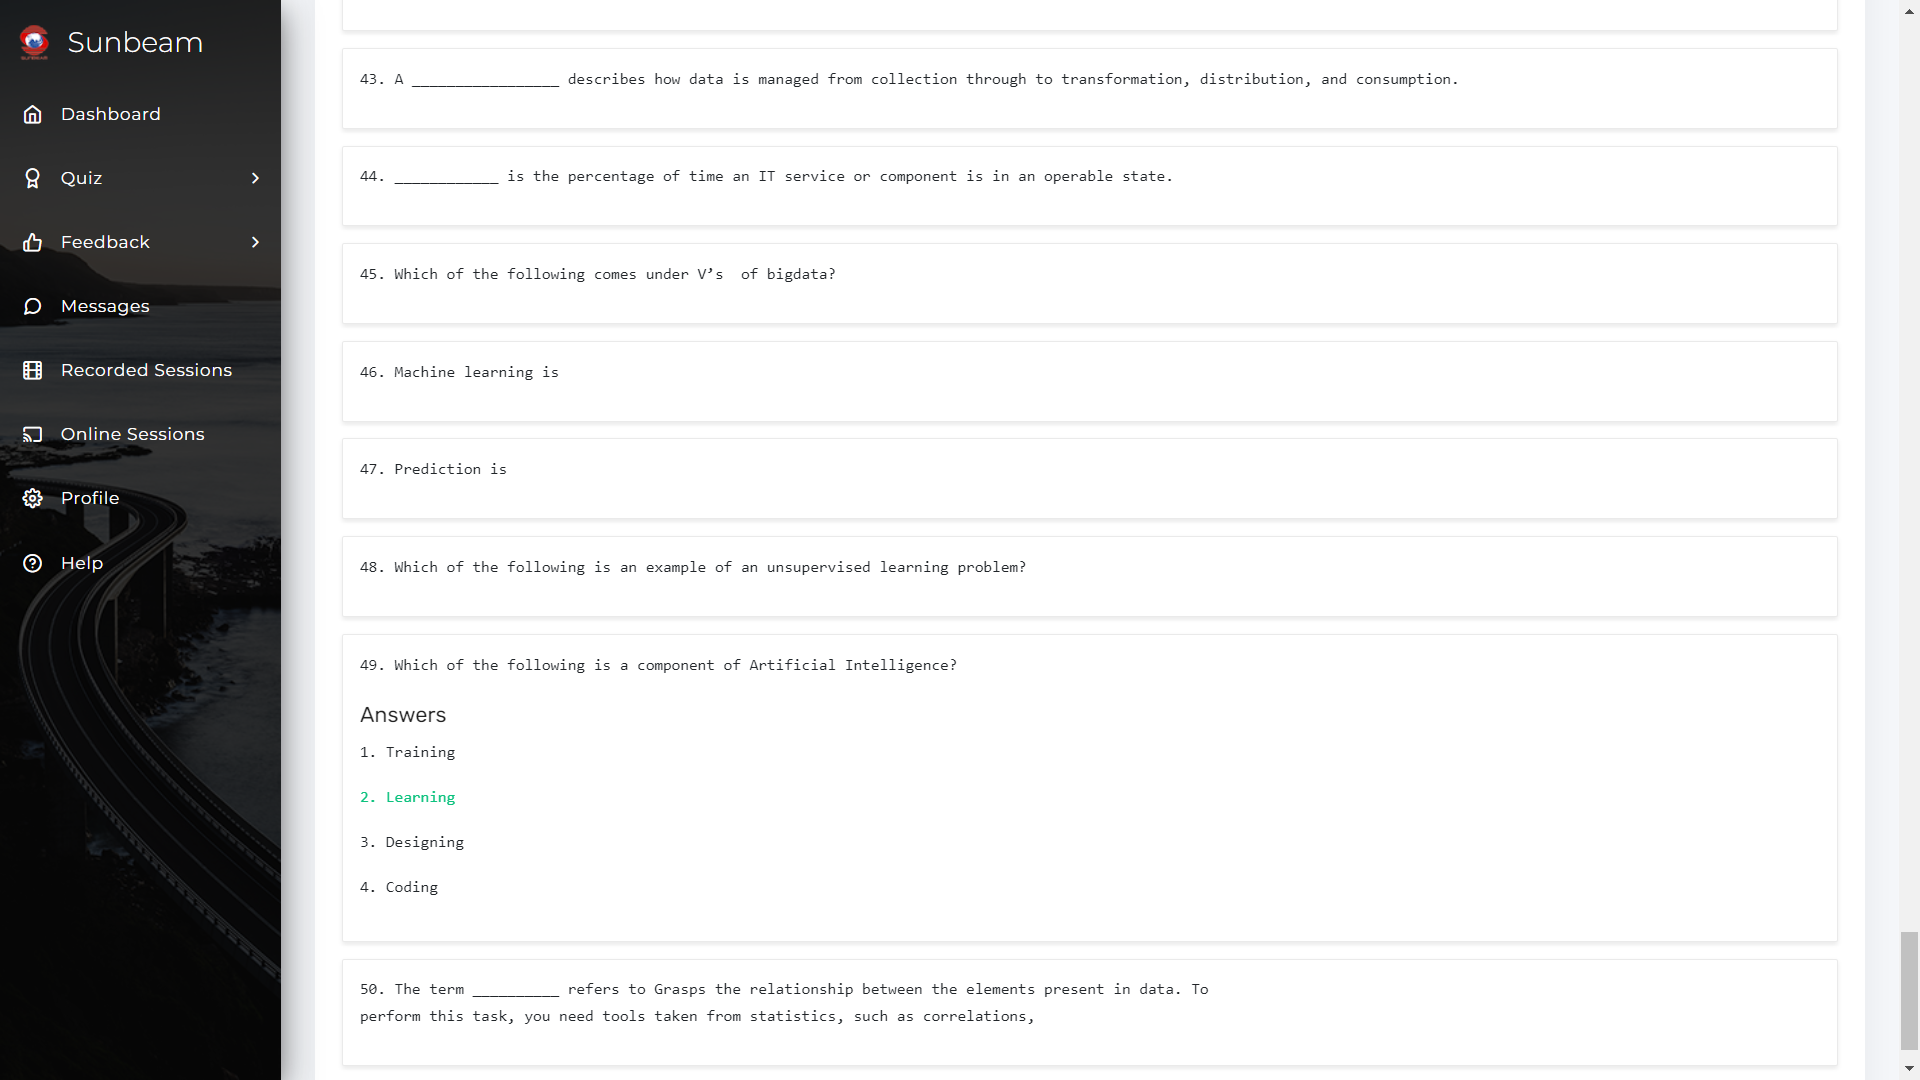 Sunbeam
Dashboard
Quiz
Feedback
Messages
Recorded Sessions
Online Sessions
Profile
Help
43. A _________________ describes how data is managed from collection through to transformation, distribution, and consumption.
44. ____________ is the percentage of time an IT service or component is in an operable state.
45. Which of the following comes under V’s  of bigdata?
46. Machine learning is
47. Prediction is
48. Which of the following is an example of an unsupervised learning problem?
49. Which of the following is a component of Artificial Intelligence?
Answers
1. Training
2. Learning
3. Designing
4. Coding
50. The term __________ refers to Grasps the relationship between the elements present in data. To
perform this task, you need tools taken from statistics, such as correlations,